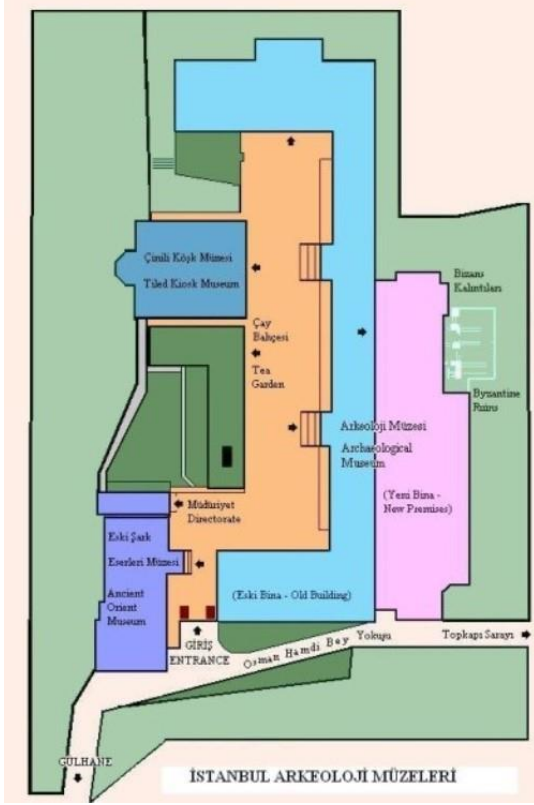 Çinili Köşk Müzesi
Tiled Kiosk Museum
Bizans
Kalıntıları
Çay
Bahçesi
Tea
Garden
Byzantine
Ruins
Arkeoloji Müzesi
Archaeological
Museum
(Yeni Bina -
New Premises)
Müdüriyet
Directorate
Eski Şark
Eserleri Müzesi
Ancient
Orient
Museum
(Eski Bina - Old Building)
GİRİŞ
ENTRANCE
Osman Hamdi Bey Yokuşu
Topkapı Sarayı
GÜLHANE
İSTANBUL ARKEOLOJİ MÜZELERİ